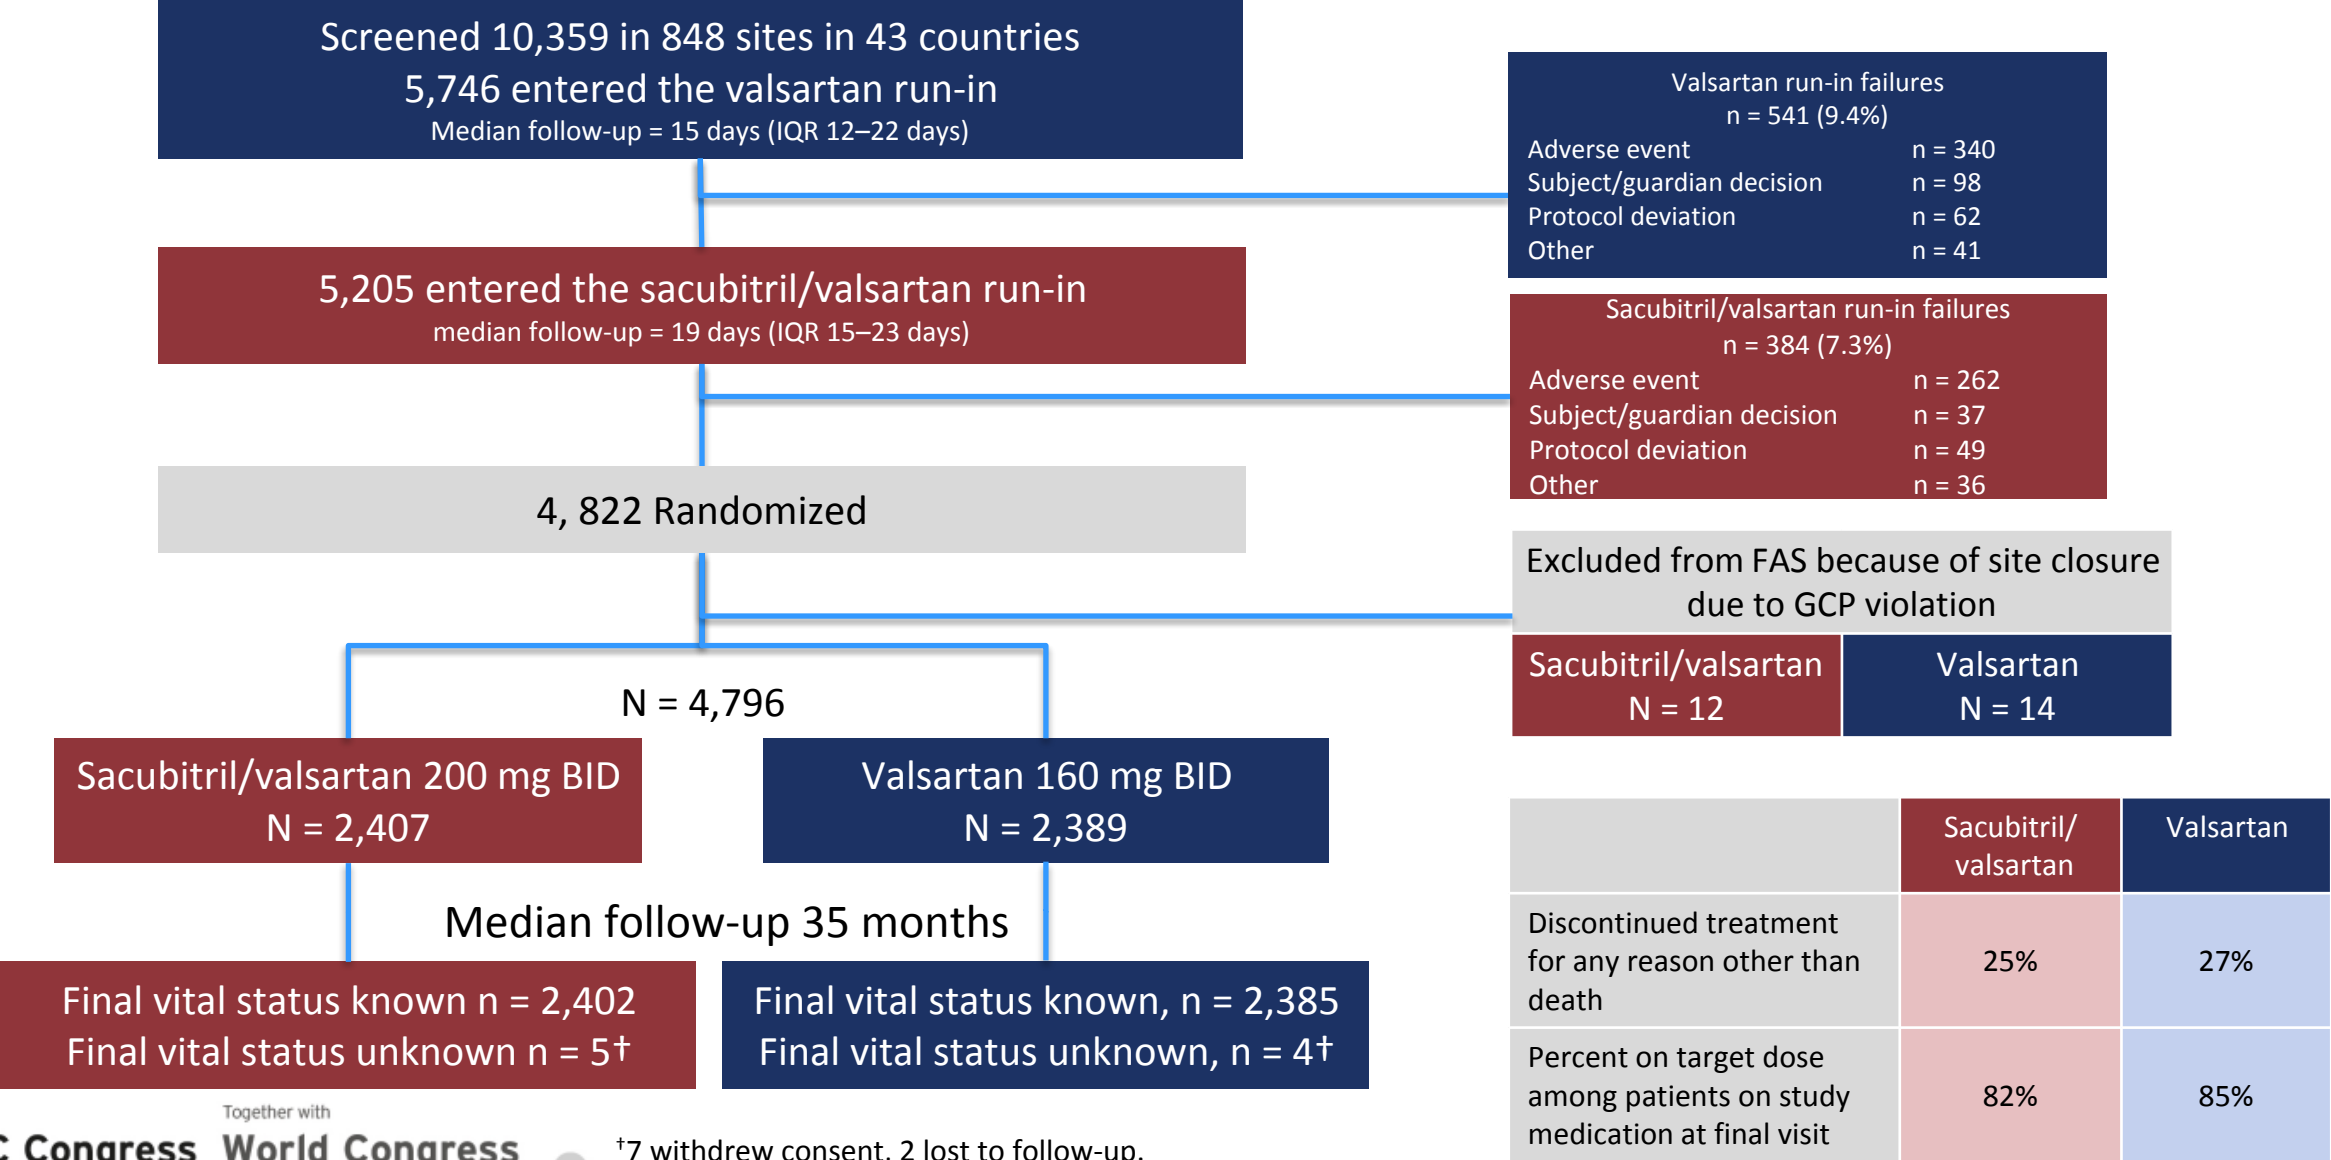 Screened 10,359 in 848 sites in 43 countries
5,746 entered the valsartan run-in
Median follow-up = 15 days (IQR 12–22 days)
Valsartan run-in failures
n = 541 (9.4%)
Adverse event n = 340
Subject/guardian decision n = 98
Protocol deviation n = 62
Other n = 41
5,205 entered the sacubitril/valsartan run-in
median follow-up = 19 days (IQR 15–23 days)
Sacubitril/valsartan run-in failures
n = 384 (7.3%)
Adverse event n = 262
Subject/guardian decision n = 37
Protocol deviation n = 49
Other n = 36
4, 822 Randomized
Excluded from FAS because of site closure
due to GCP violation
Sacubitril/valsartan
N = 12
Valsartan
N = 14
N = 4,796
Sacubitril/valsartan 200 mg BID
N = 2,407
Valsartan 160 mg BID
N = 2,389
Median follow-up 35 months
Final vital status known n = 2,402
Final vital status unknown n = 5†
Final vital status known, n = 2,385
Final vital status unknown, n = 4†
Sacubitril/
valsartan
Valsartan
Discontinued treatment
for any reason other than
death
25% 27%
Percent on target dose
among patients on study
medication at final visit
82% 85%
Together with
C Congress World Congress
†7 withdrew consent, 2 lost to follow-up.